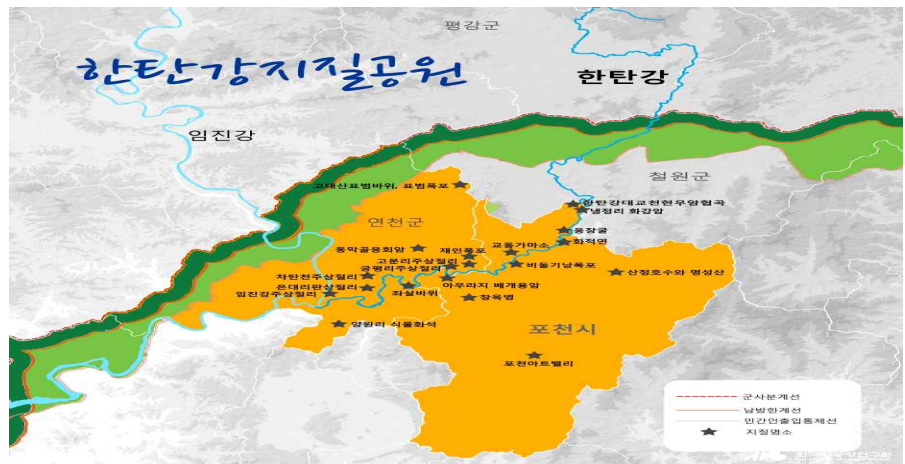 평강군
한탄강지질공원
한탄강
임진강
철원군
고대산표범바위, 표범폭포
한탄강대교천현무암협곡
냉정리 화강암
연천군
옹장굴
화적연
동막골응회암
재인폭포
교동가마소
고문리주상절리
궁평리주상절리
비둘기낭폭포
산정호수와 명성산
차탄천주상절리
아우라지 베개용암
은대리판상절리
좌살바위
임진강주상절리
장옥병
양원리 식물화석
포천시
포천아트밸리
군사분계선
남방한계선
민간인출입통제선
지질명소